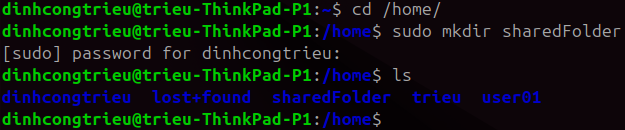 dinhcongtrieu@trieu-ThinkPad-P1:~$ cd /home/
dinhcongtrieu@trieu-ThinkPad-P1:/home$ sudo mkdir sharedFolder
[sudo] password for dinhcongtrieu:
dinhcongtrieu@trieu-ThinkPad-P1:/home$ ls
dinhcongtrieu  lost+found  sharedFolder  trieu  user01
dinhcongtrieu@trieu-ThinkPad-P1:/home$